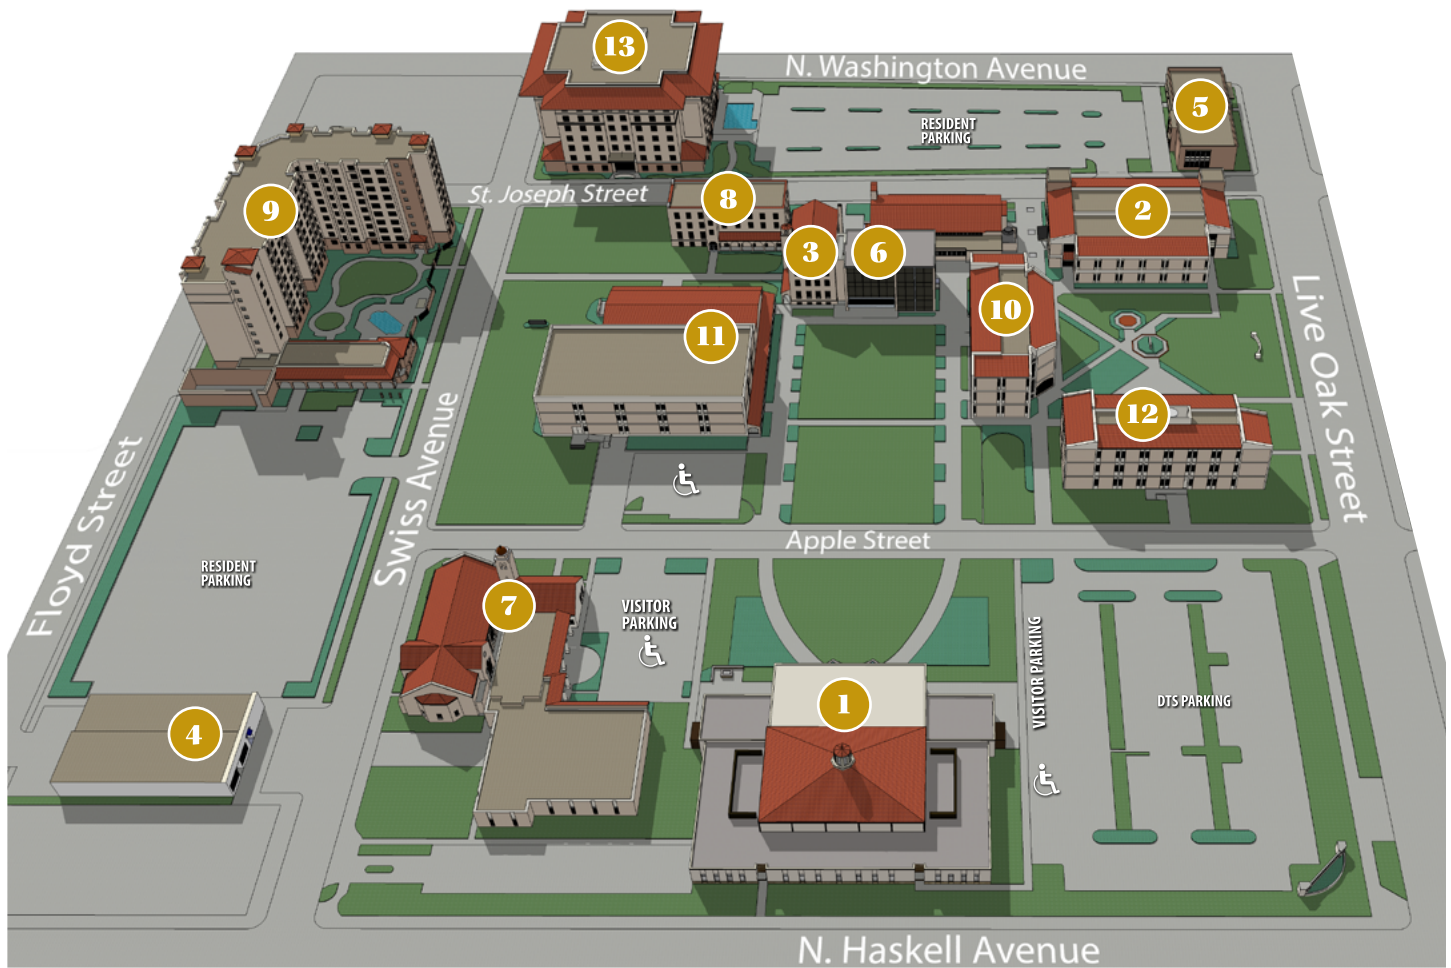 13
N. Washington Avenue
5
RESIDENT
PARKING
St. Joseph Street
8
9
2
3
6
10
Live Oak Street
11
12
Swiss Avenue
Floyd Street
Apple Street
RESIDENT
PARKING
7
VISITOR
PARKING
VISITOR PARKING
DTS PARKING
1
4
N. Haskell Avenue